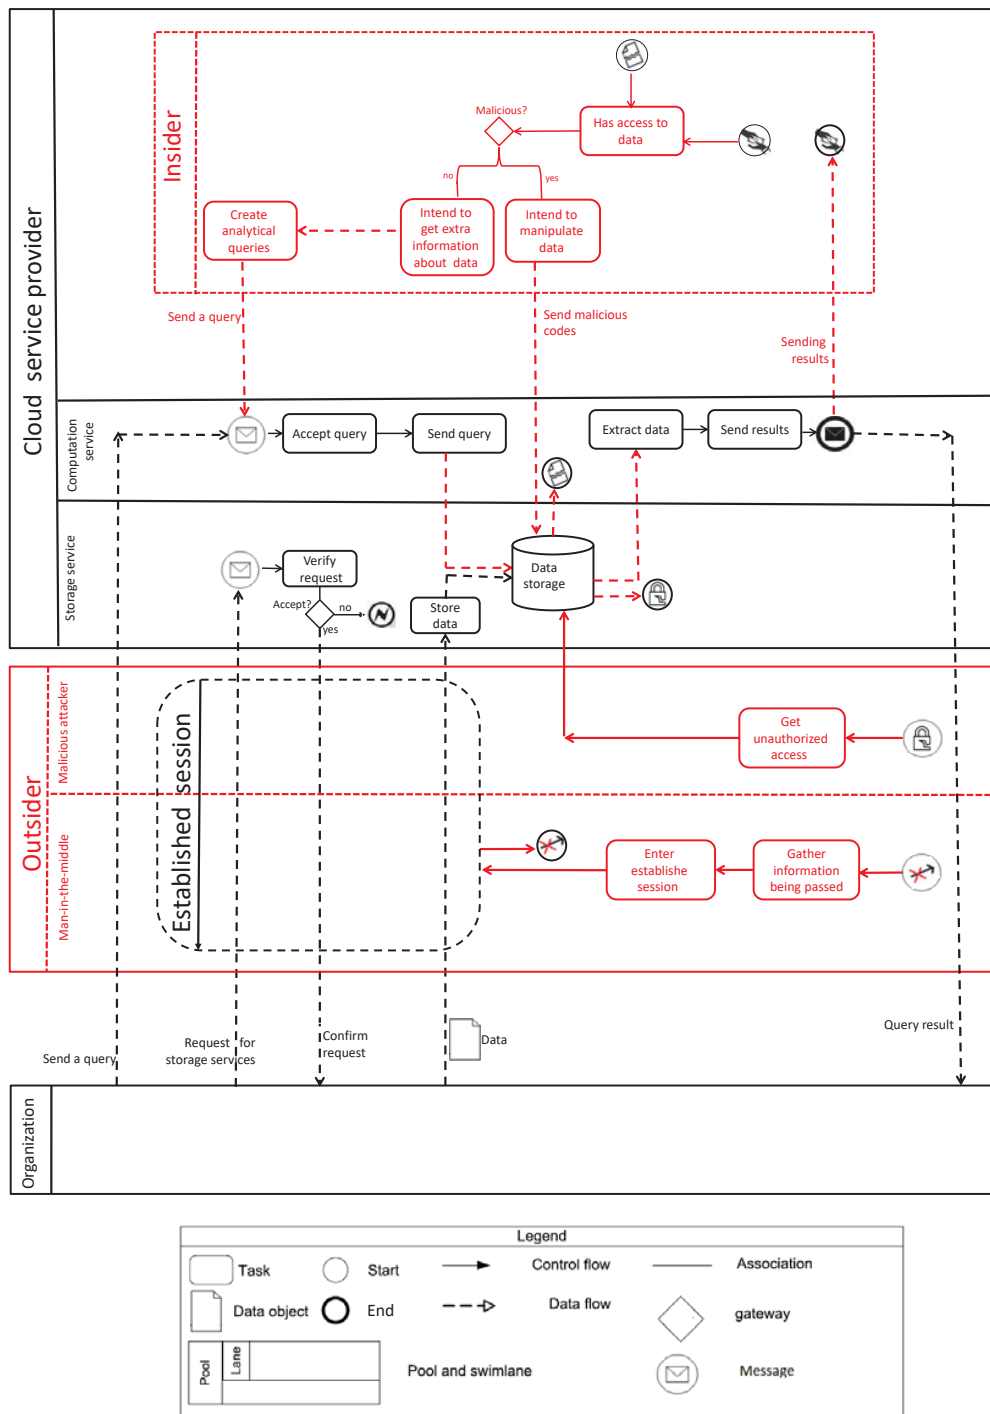 Cloud service provider
Insider
Malicious?
Has access to
data
no
yes
Create
analytical
queries
Intend to
get extra
information
about data
Intend to
manipulate
data
Send a query
Send malicious
codes
Sending
results
Computation
service
Accept query
Send query
Extract data
Send results
Storage service
Verify
request
Accept?
no
yes
Store
data
Data
storage
Outsider
Malicious attacker
Man-in-the-middle
Established session
Get
unauthorized
access
Enter
establishe
session
Gather
information
being passed
Send a query
Request for
storage services
Confirm
request
Data
Query result
Organization
Legend
Task
Start
Control flow
Association
Data object
End
Data flow
gateway
Pool
Lane
Pool and swimlane
Message